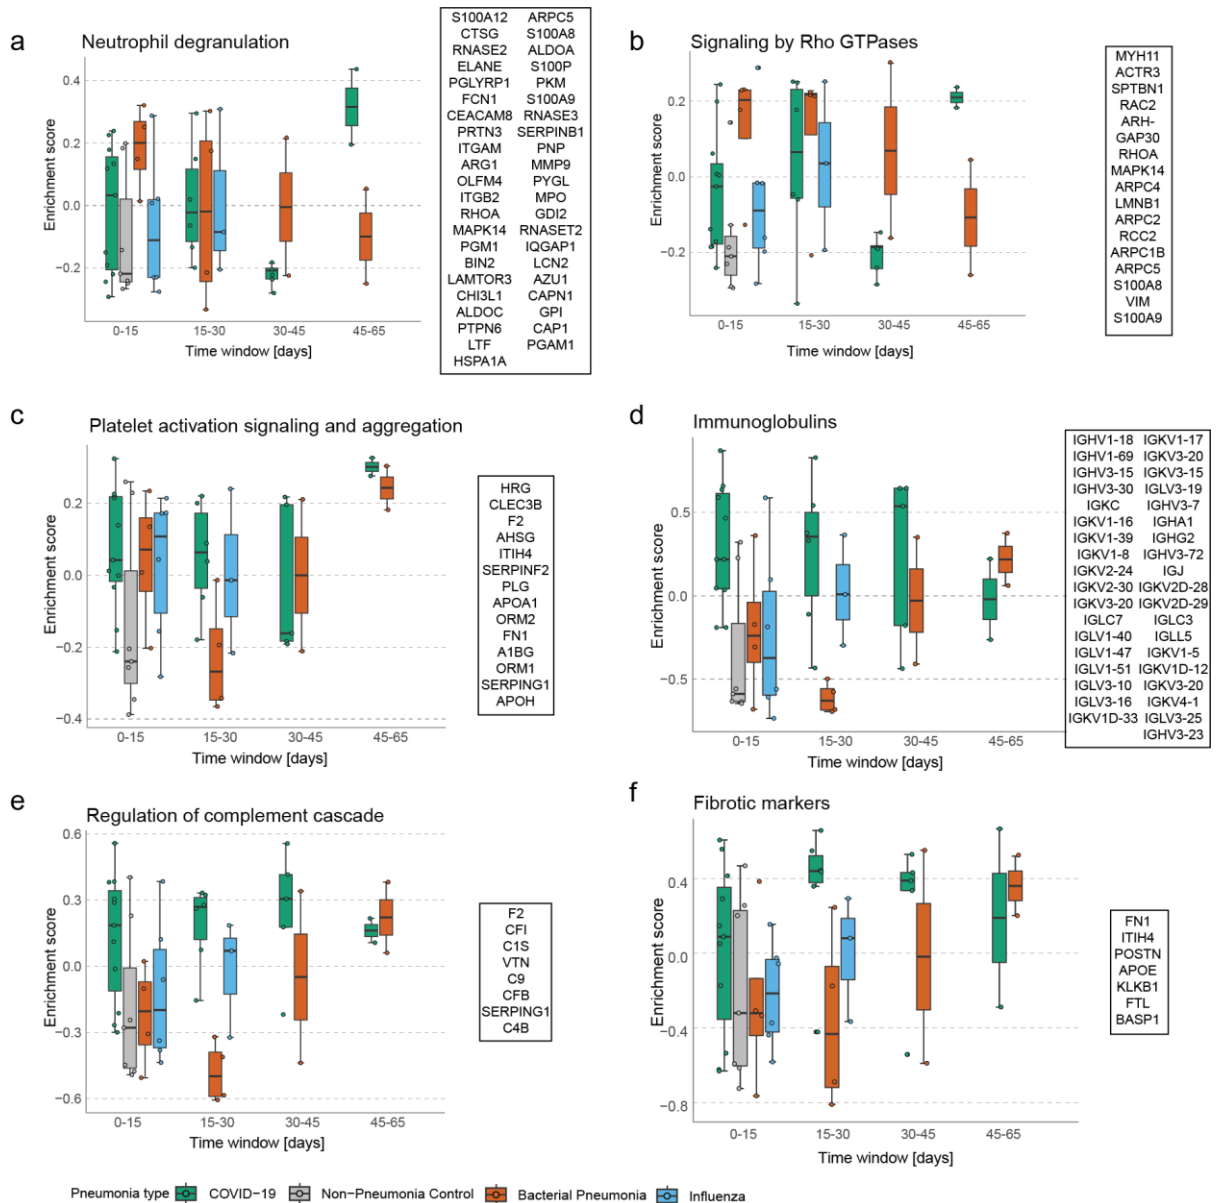 a
Neutrophil degranulation
Enrichment score
0.4
0.2
0.0
−0.2
0-15
15-30
30-45
45-65
Time window [days]
S100A12 ARPC5
CTSG S100A8
RNASE2 ALDOA
ELANE S100P
PGLYRP1 PKM
FCN1 S100A9
CEACAM8 RNASE3
PRTN3 SERPINB1
ITGAM PNP
ARG1 MMP9
OLFM4 PYGL
ITGB2 MPO
RHOA GDI2
MAPK14 RNASET2
PGM1 IQGAP1
BIN2 LCN2
LAMTOR3 AZU1
CHI3L1 CAPN1
ALDOC GPI
PTPN6 CAP1
LTF PGAM1
HSPA1A
b
Signaling by Rho GTPases
Enrichment score
0.2
0.0
−0.2
0-15
15-30
30-45
45-65
Time window [days]
MYH11
ACTR3
SPTBN1
RAC2
ARH-
GAP30
RHOA
MAPK14
ARPC4
LMNB1
ARPC2
RCC2
ARPC1B
ARPC5
S100A8
VIM
S100A9
c
Platelet activation signaling and aggregation
Enrichment score
0.2
0.0
−0.2
−0.4
0-15
15-30
30-45
45-65
Time window [days]
HRG
CLEC3B
F2
AHSG
ITIH4
SERPINF2
PLG
APOA1
ORM2
FN1
A1BG
ORM1
SERPING1
APOH
d
Immunoglobulins
Enrichment score
0.5
0.0
−0.5
0-15
15-30
30-45
45-65
Time window [days]
IGHV1-18 IGKV1-17
IGHV1-69 IGKV3-20
IGHV3-15 IGKV3-15
IGHV3-30 IGLV3-19
IGKC IGHV3-7
IGKV1-16 IGHA1
IGKV1-39 IGHG2
IGKV1-8 IGHV3-72
IGKV2-24 IGJ
IGKV2-30 IGKV2D-28
IGKV3-20 IGKV2D-29
IGLC7 IGLC3
IGLV1-40 IGLL5
IGLV1-47 IGKV1-5
IGLV1-51 IGKV1D-12
IGLV3-10 IGKV3-20
IGLV3-16 IGKV4-1
IGKV1D-33 IGLV3-25
IGHV3-23
e
Regulation of complement cascade
Enrichment score
0.6
0.3
0.0
−0.3
−0.6
0-15
15-30
30-45
45-65
Time window [days]
F2
CFI
C1S
VTN
C9
CFB
SERPING1
C4B
f
Fibrotic markers
Enrichment score
0.4
0.0
−0.4
−0.8
0-15
15-30
30-45
45-65
Time window [days]
FN1
ITIH4
POSTN
APOE
KLKB1
FTL
BASP1
Pneumonia type COVID−19 Non−Pneumonia Control Bacterial Pneumonia Influenza